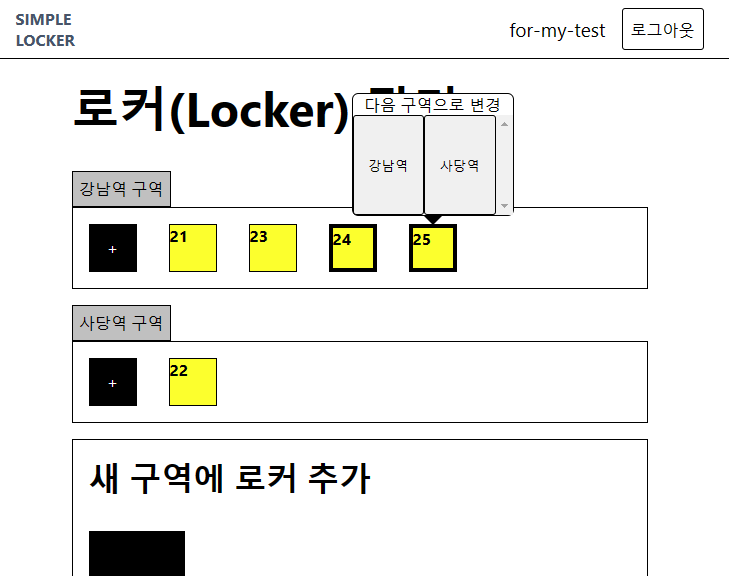 SIMPLE
LOCKER
for-my-test
로그아웃
로커(Locker)
다음 구역으로 변경
강남역
사당역
강남역 구역
+
21
23
24
25
사당역 구역
+
22
새 구역에 로커 추가